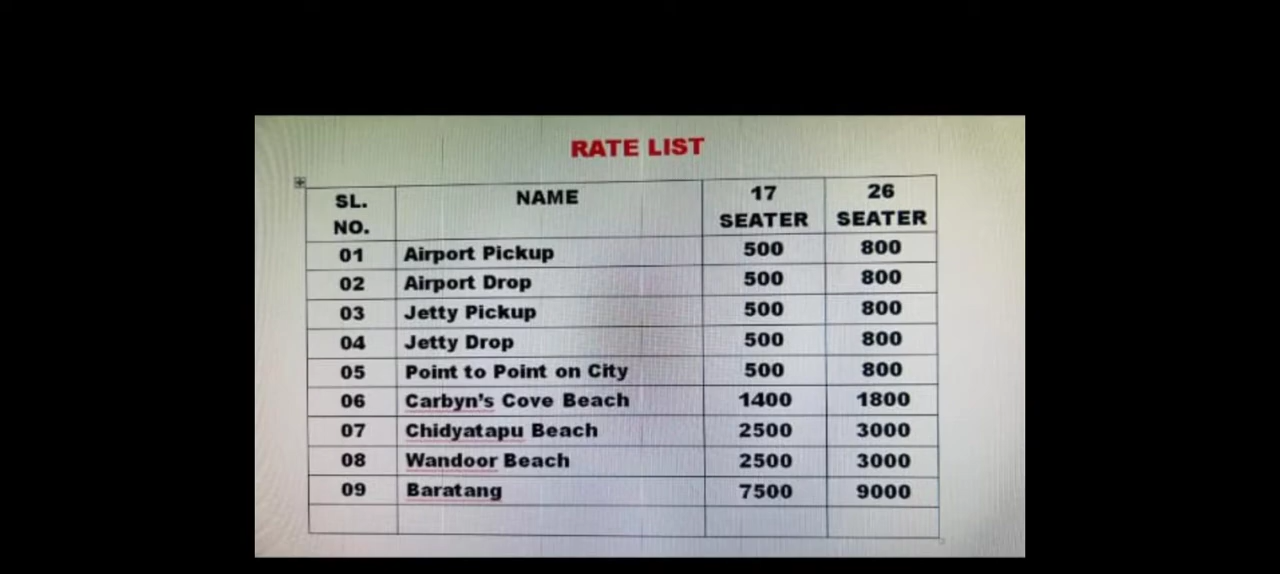 RATE LIST
SL. NO. NAME 17 SEATER 26 SEATER
01 Airport Pickup 500 800
02 Airport Drop 500 800
03 Jetty Pickup 500 800
04 Jetty Drop 500 800
05 Point to Point on City 500 800
06 Carbyn's Cove Beach 1400 1800
07 Chidyatapu Beach 2500 3000
08 Wandoor Beach 2500 3000
09 Baratang 7500 9000